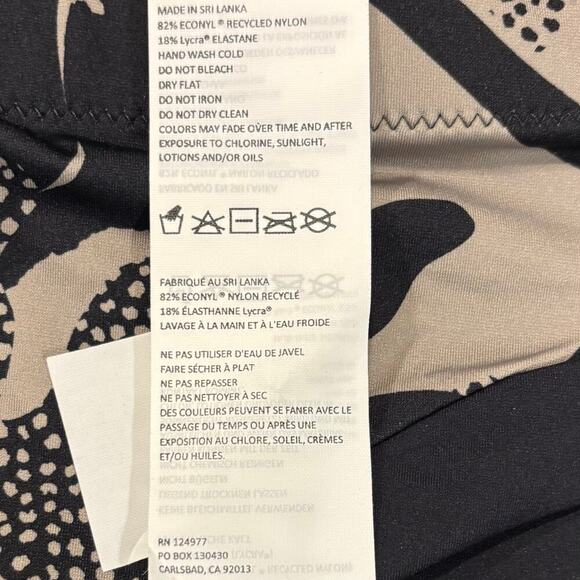 MADE IN SRI LANKA
82% ECONYL® RECYCLED NYLON
18% Lycra® ELASTANE
HAND WASH COLD
DO NOT BLEACH
DRY FLAT
DO NOT IRON
DO NOT DRY CLEAN
COLORS MAY FADE OVER TIME AND AFTER
EXPOSURE TO CHLORINE, SUNLIGHT,
LOTIONS AND/OR OILS
FABRIQUÉ AU SRI LANKA
82% ECONYL® NYLON RECYCLÉ
18% ÉLASTHANNE Lycra®
LAVAGE À LA MAIN ET À L'EAU FROIDE
NE PAS UTILISER D'EAU DE JAVEL
FAIRE SÉCHER À PLAT
NE PAS REPASSER
NE PAS NETTOYER À SEC
DES COULEURS PEUVENT SE FANER AVEC LE
PASSAGE DU TEMPS OU APRÈS UNE
EXPOSITION AU CHLORE, SOLEIL, CRÈMES
ET/OU HUILES.
RN 124977
PO BOX 130430
CARLSBAD, CA 92013